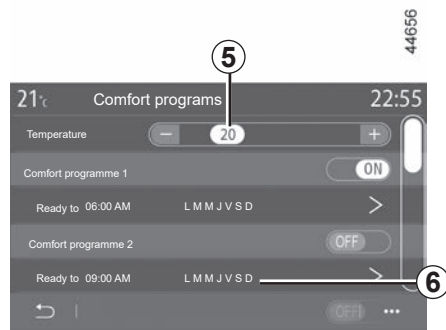 44656
5
21°C Comfort programs 22:55
Temperature − 20 +
Comfort programme 1 ON
Ready to 06:00 AM L M M J V S D >
Comfort programme 2 OFF
Ready to 09:00 AM L M M J V S D >
6
OFF ...